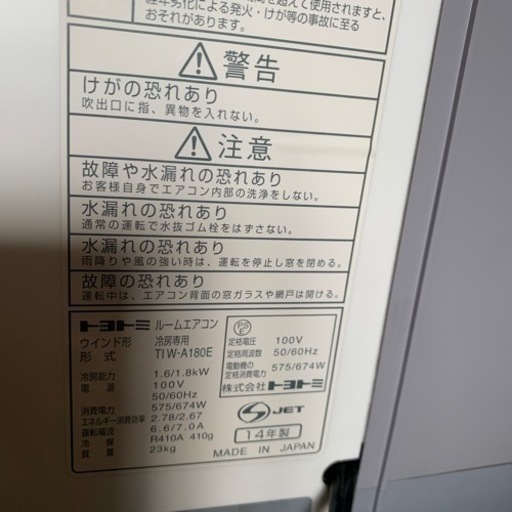 を超えて使用されますと、
経年劣化による発火・けが等の事故に至る
おそれがあります。
警告
けがの恐れあり
吹出口に指、異物を入れない。
注意
故障や水漏れの恐れあり
お客様自身でエアコン内部の洗浄をしない。
水漏れの恐れあり
通常の運転で水抜ゴム栓をはずさない。
水漏れの恐れあり
雨降りや風の強い時は、運転を停止し窓を閉める。
故障の恐れあり
運転中は、エアコン背面の窓ガラスや網戸は開ける。
トヨトミ ルームエアコン
ウインド形 冷房専用
形式 TIW-A180E
冷房能力 1.6/1.8kW
電源 100V
50/60Hz
消費電力 575/674W
エネルギー消費効率 2.78/2.67
運転電流 6.6/7.0A
冷媒 R410A 410g
質量 23kg
PS
E
定格電圧 100V
定格周波数 50/60Hz
電動機の
定格消費電力 575/674W
株式会社トヨトミ
JET
14年製
MADE IN JAPAN